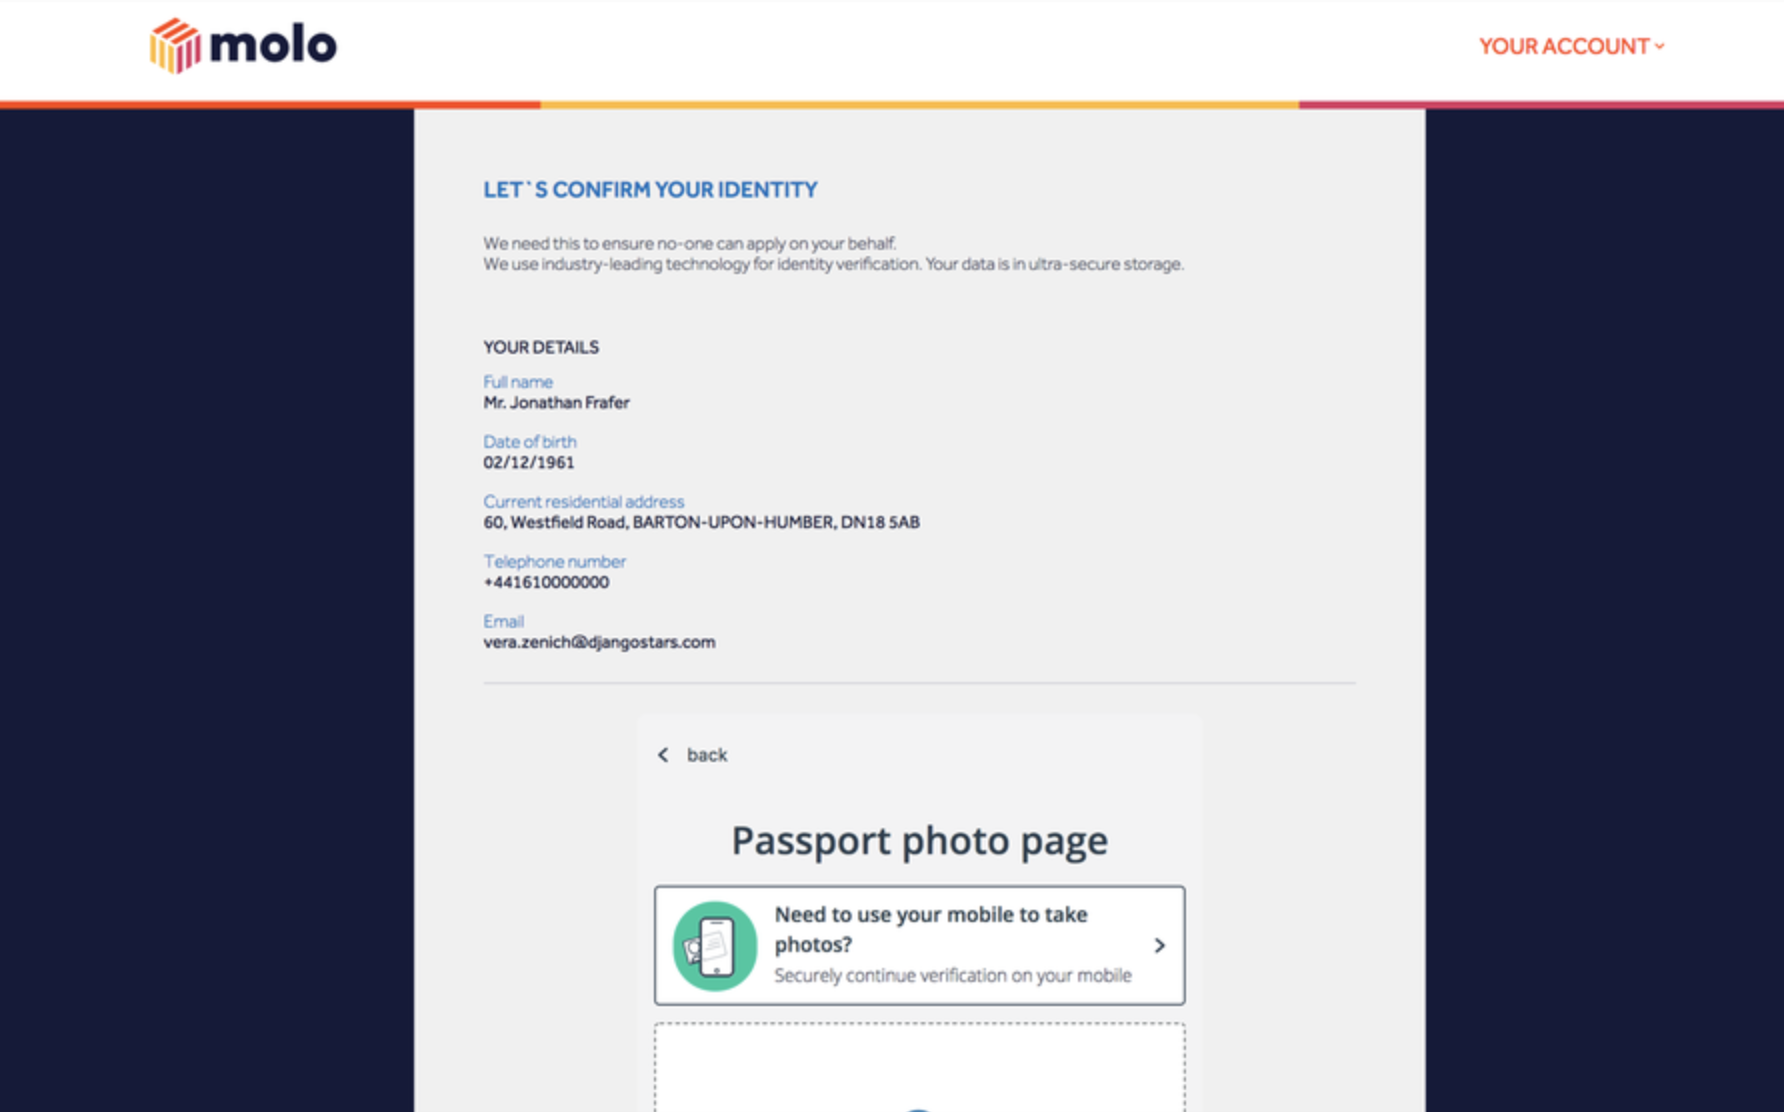 molo
YOUR ACCOUNT
LET`S CONFIRM YOUR IDENTITY
We need this to ensure no-one can apply on your behalf.
We use industry-leading technology for identity verification. Your data is in ultra-secure storage.
YOUR DETAILS
Full name
Mr. Jonathan Frafer
Date of birth
02/12/1961
Current residential address
60, Westfield Road, BARTON-UPON-HUMBER, DN18 5AB
Telephone number
+441610000000
Email
vera.zenich@djangostars.com
back
Passport photo page
Need to use your mobile to take
photos?
Securely continue verification on your mobile